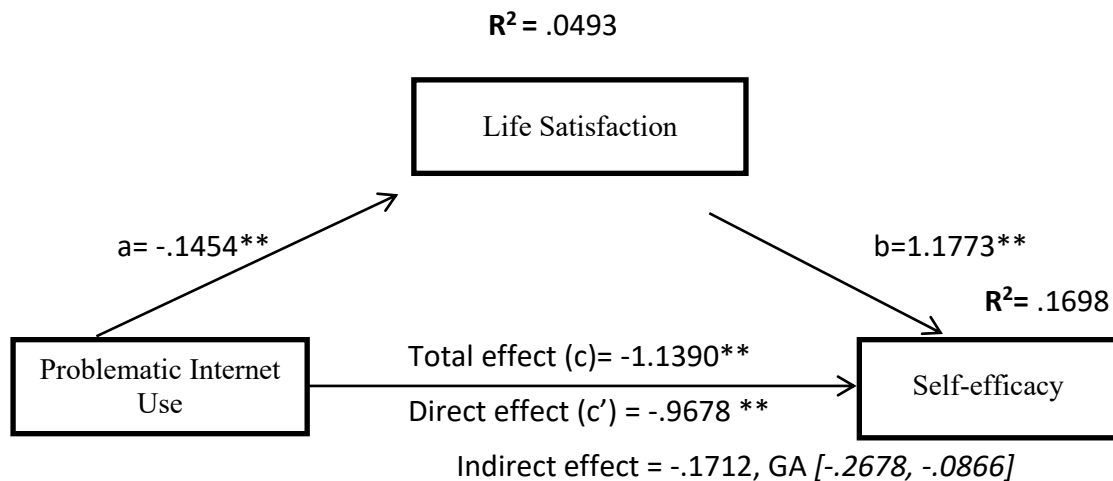 R² = .0493
Life Satisfaction
a= -.1454**
b=1.1773**
R²= .1698
Problematic Internet
Use
Total effect (c)= -1.1390**
Direct effect (c’) = -.9678 **
Self-efficacy
Indirect effect = -.1712, GA [-.2678, -.0866]